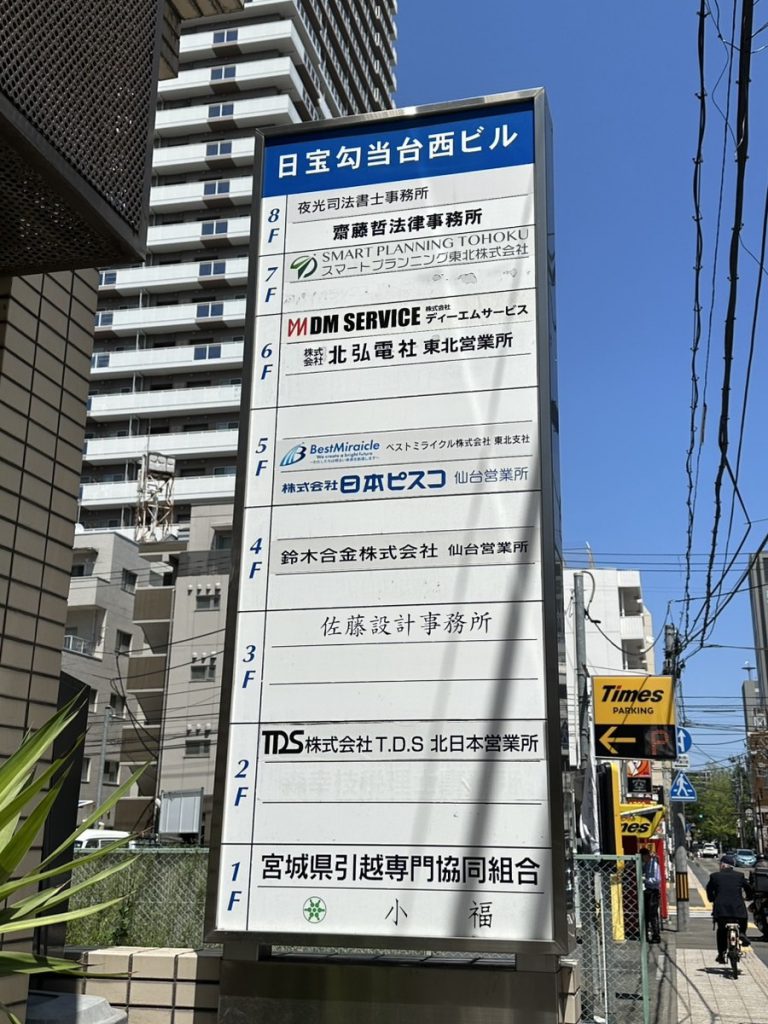 日宝勾当台西ビル
8F
夜光司法書士事務所
齋藤哲法律事務所
7F
SMART PLANNING TOHOKU
スマートプランニング東北株式会社
6F
DM SERVICE 株式会社 ディーエムサービス
株式会社 北弘電社 東北営業所
5F
BestMiraicle ベストミライクル株式会社 東北支社
We create a bright future
株式会社 日本ピスコ 仙台営業所
4F
鈴木合金株式会社 仙台営業所
3F
佐藤設計事務所
2F
TDS 株式会社T.D.S 北日本営業所
1F
宮城県引越専門協同組合
小福
Times
PARKING
P
空
mes